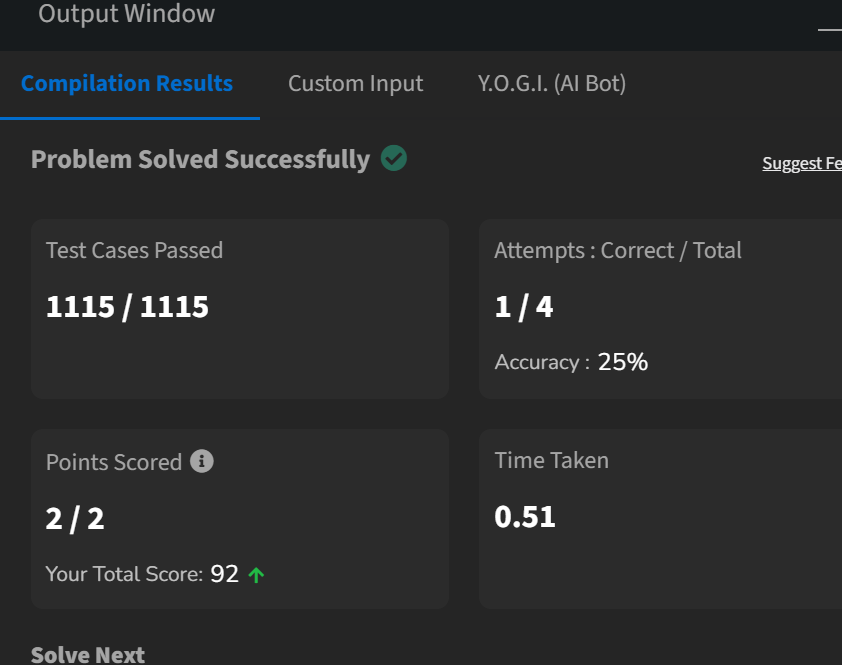 Output Window
Compilation Results Custom Input Y.O.G.I. (AI Bot)
Problem Solved Successfully
Suggest Fe
Test Cases Passed
1115 / 1115
Attempts : Correct / Total
1 / 4
Accuracy : 25%
Points Scored
2 / 2
Your Total Score: 92
Time Taken
0.51
Solve Next